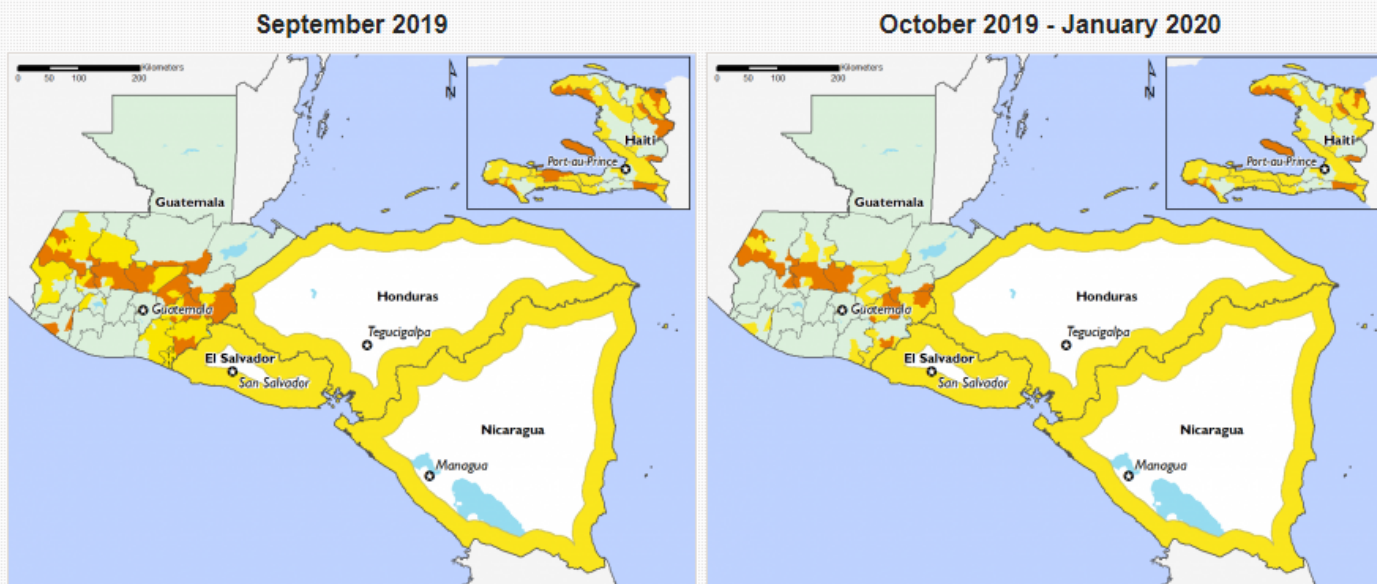 September 2019
October 2019 - January 2020
Kilometers
0 50 100 200
N
Haiti
Port-au-Prince
Guatemala
Guatemala
Honduras
Tegucigalpa
El Salvador
San Salvador
Nicaragua
Managua
Kilometers
0 50 100 200
N
Haiti
Port-au-Prince
Guatemala
Guatemala
Honduras
Tegucigalpa
El Salvador
San Salvador
Nicaragua
Managua